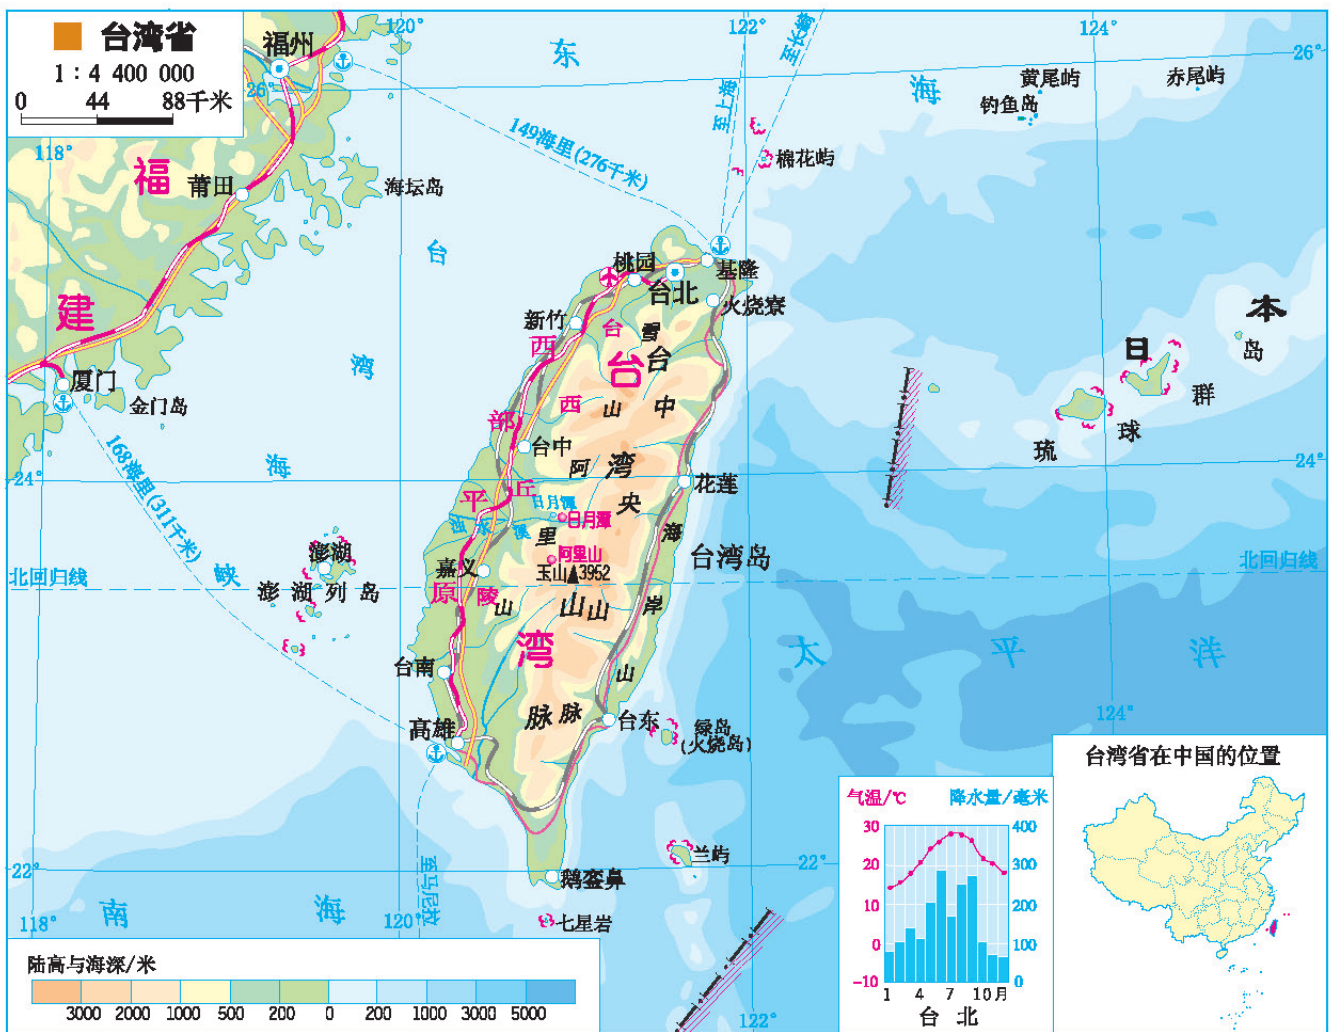 台湾省
1：4 400 000
0 44 88千米
120°
122°
124°
26°
福州
26°
东
海
至上海
至长崎
黄尾屿
赤尾屿
钓鱼岛
118°
149海里(276千米)
棉花屿
福
莆田
海坛岛
台
桃园
台北
基隆
火烧寮
建
新竹
台
雪
西
台
台
日
本
岛
湾
厦门
金门岛
部
西
山
中
群
琉
球
168海里(311千米)
海
台中
阿
湾
24°
24°
花莲
平
丘
日月潭
日月潭
央
浊水溪
里
海
澎湖
峡
嘉义
阿里山
玉山▲3952
台湾岛
北回归线
北回归线
澎湖列岛
原
陵
山
山
山
岸
湾
太平洋
台南
山
高雄
脉
脉
台东
绿岛
(火烧岛)
124°
兰屿
22°
22°
至马尼拉
鹅銮鼻
七星岩
南
海
118°
120°
122°
陆高与海深/米
3000 2000 1000 500 200 0 200 1000 3000 5000
气温/℃ 降水量/毫米
30 400
20 300
10 200
0 100
-10 0
1 4 7 10月
台北
台湾省在中国的位置